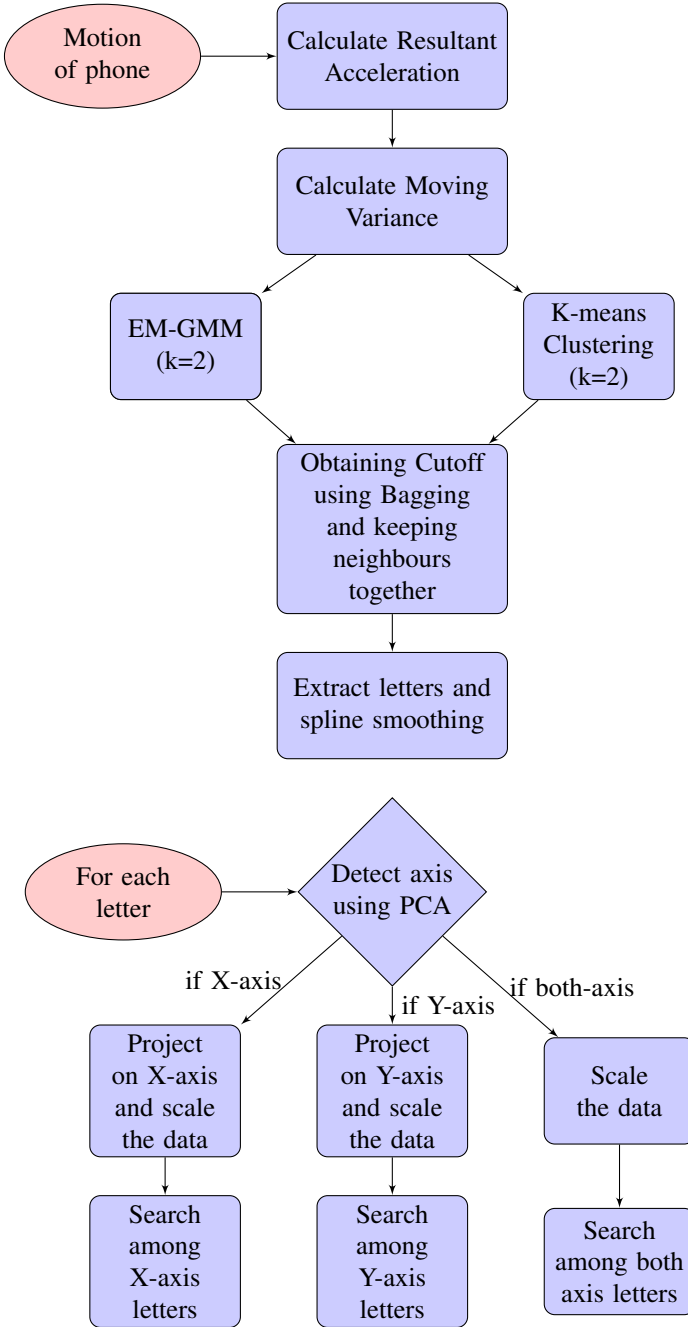 Motion
of phone
Calculate Resultant
Acceleration
Calculate Moving
Variance
EM-GMM
(k=2)
K-means
Clustering
(k=2)
Obtaining Cutoff
using Bagging
and keeping
neighbours
together
Extract letters and
spline smoothing
For each
letter
Detect axis
using PCA
if X-axis
if Y-axis
if both-axis
Project
on X-axis
and scale
the data
Project
on Y-axis
and scale
the data
Scale
the data
Search
among
X-axis
letters
Search
among
Y-axis
letters
Search
among both
axis letters